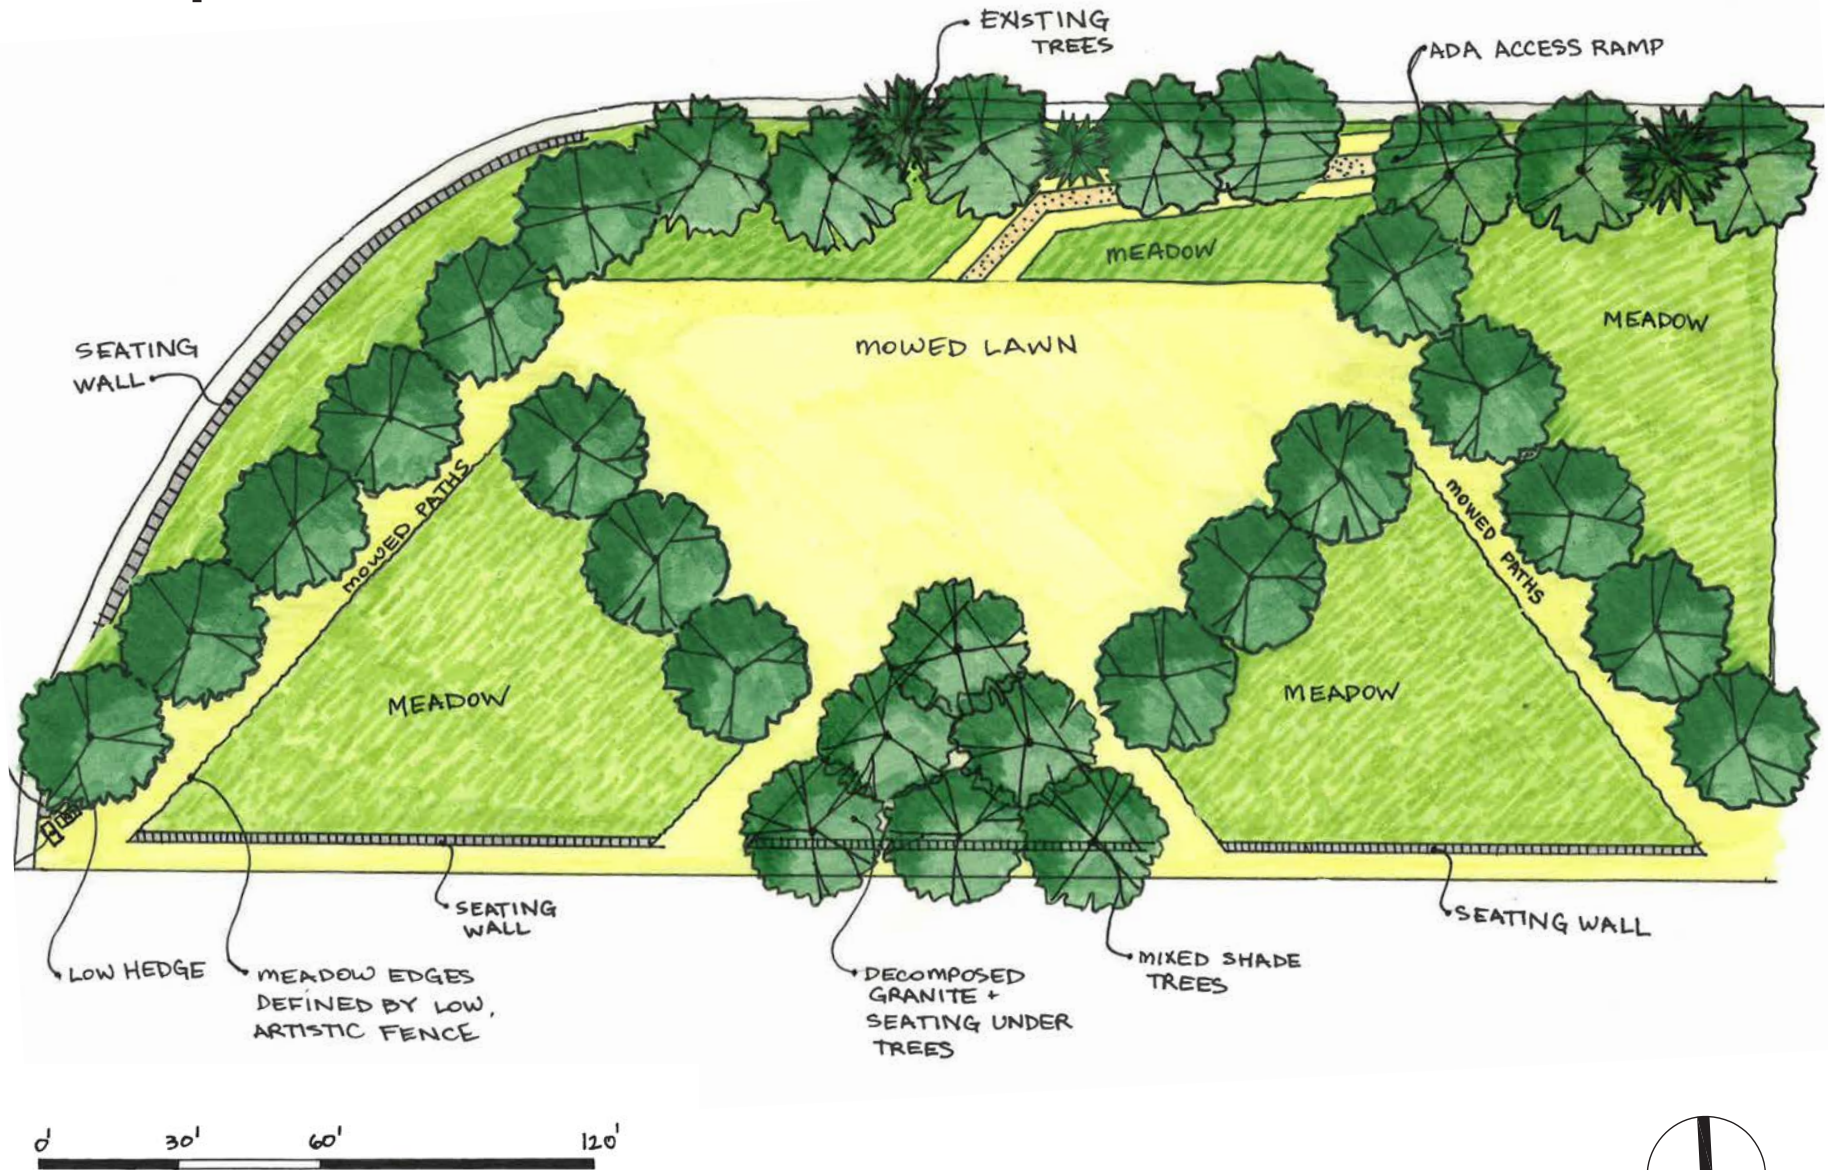 EXISTING
TREES
ADA ACCESS RAMP
MEADOW
MEADOW
SEATING
WALL
MOWED LAWN
MOWED PATHS
MOWED PATHS
MEADOW
MEADOW
SEATING
WALL
SEATING WALL
LOW HEDGE
MEADOW EDGES
DEFINED BY LOW,
ARTISTIC FENCE
DECOMPOSED
GRANITE +
SEATING UNDER
TREES
MIXED SHADE
TREES
0' 30' 60' 120'